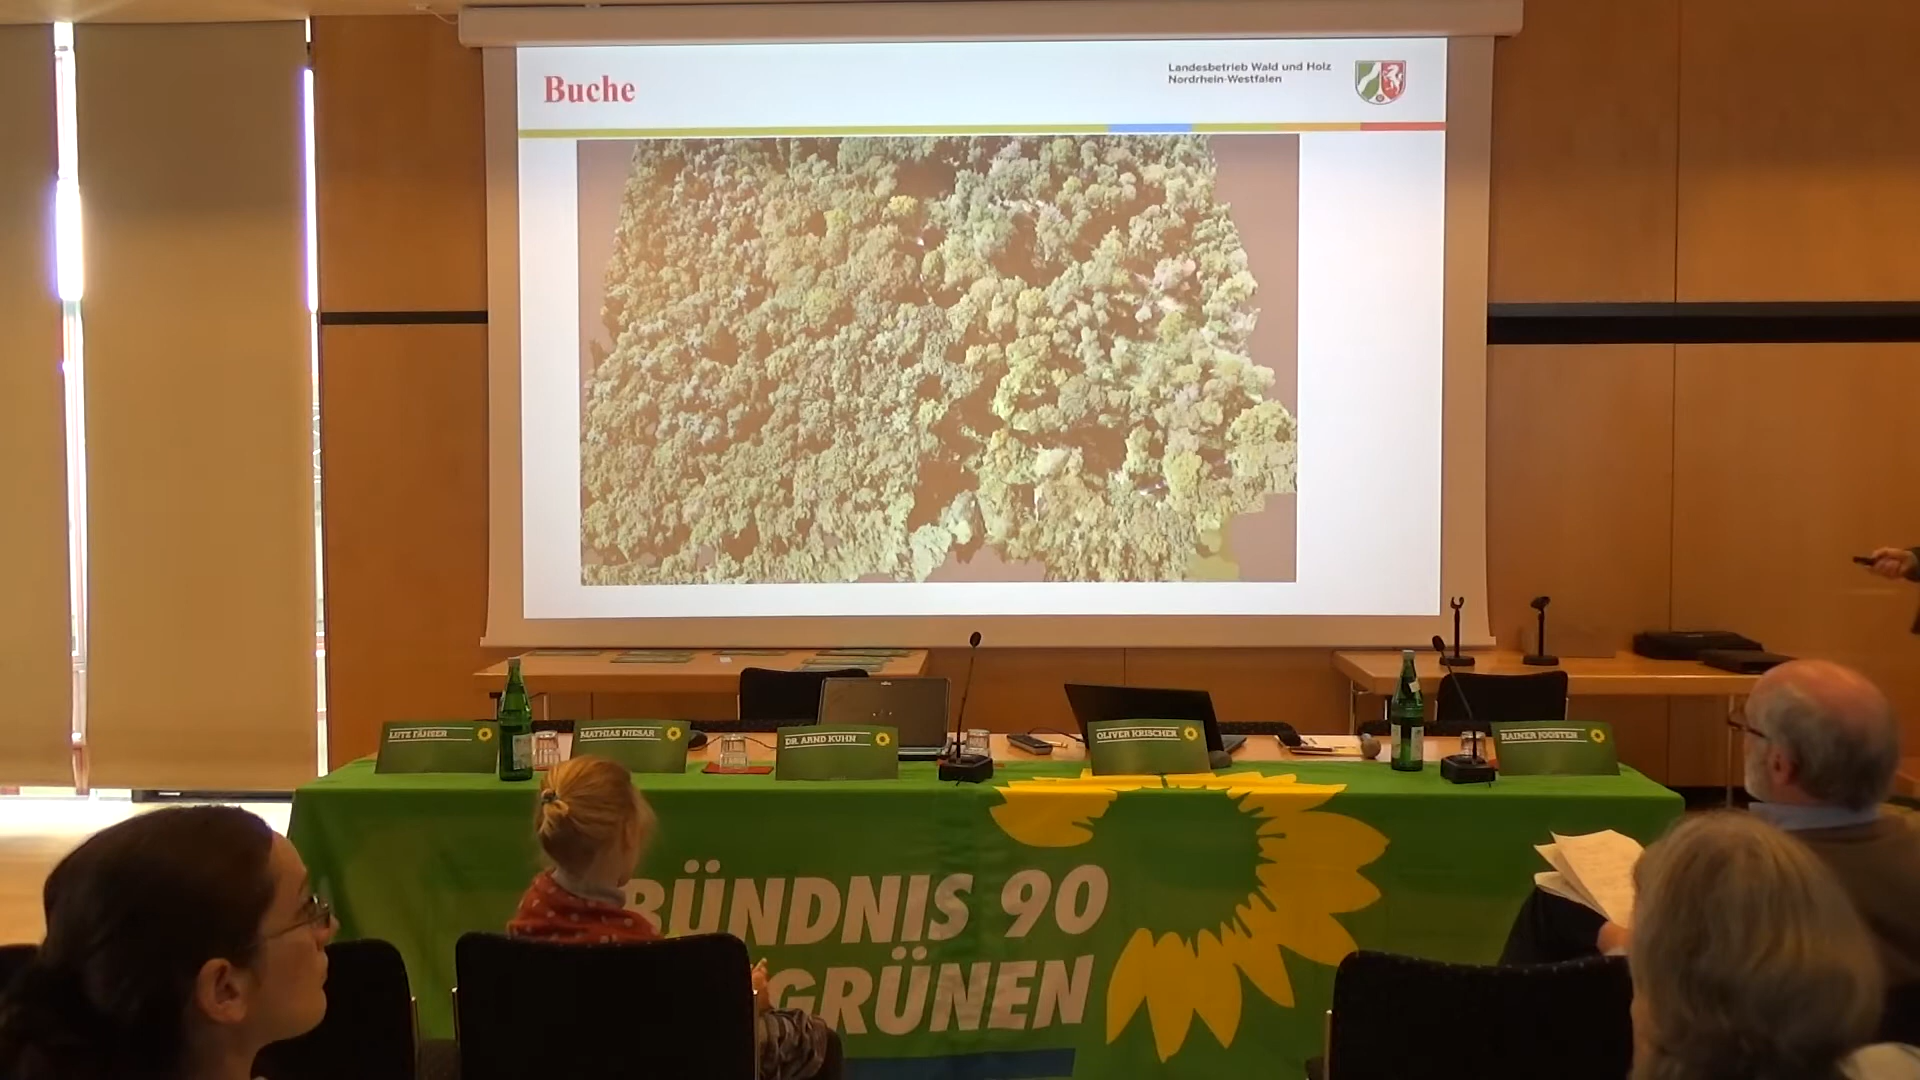 Buche
Landesbetrieb Wald und Holz
Nordrhein-Westfalen
LUTZ FÄHSER
MATHIAS NIESAR
DR. ARND KUHN
OLIVER KRISCHER
RAINER JOOSTEN
BÜNDNIS 90
GRÜNEN